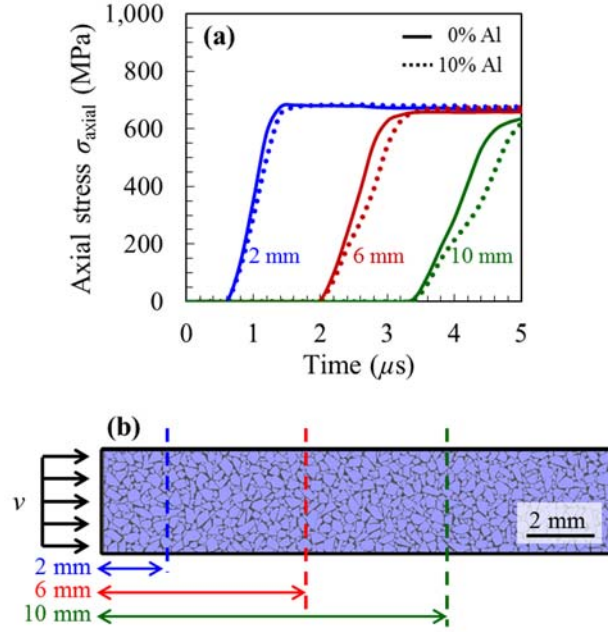 1,000
(a)
0% Al
10% Al
800
600
400
200
0
Axial stress σaxial (MPa)
2 mm
6 mm
10 mm
0 1 2 3 4 5
Time (μs)
(b)
v
2 mm
2 mm
6 mm
10 mm